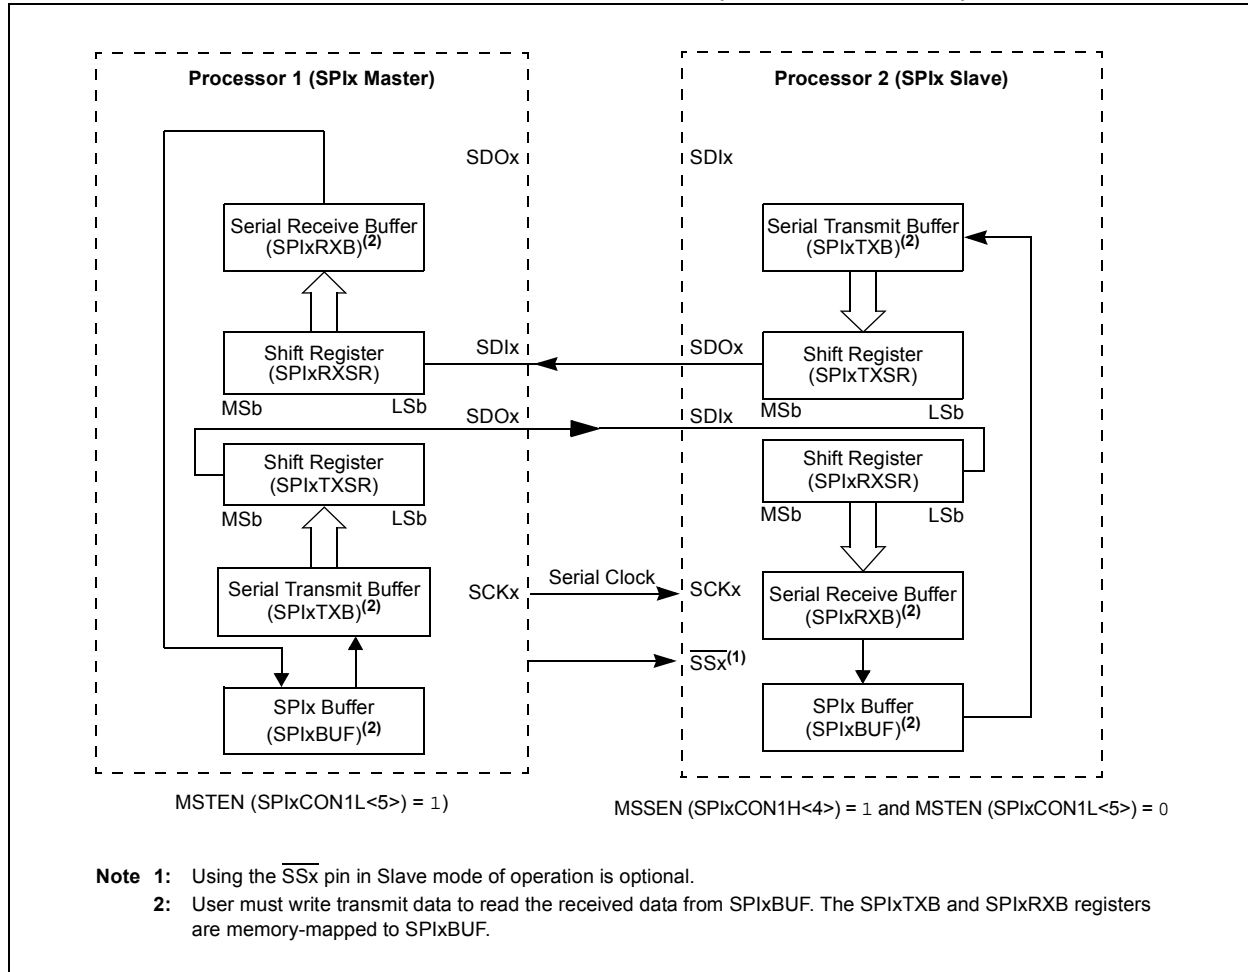 Processor 1 (SPIx Master)
Processor 2 (SPIx Slave)
SDOx
SDIx
Serial Receive Buffer
(SPIxRXB)(2)
Serial Transmit Buffer
(SPIxTXB)(2)
Shift Register
(SPIxRXSR)
SDIx
SDOx
Shift Register
(SPIxTXSR)
MSb
LSb
MSb
LSb
SDOx
SDIx
Shift Register
(SPIxTXSR)
Shift Register
(SPIxRXSR)
MSb
LSb
MSb
LSb
Serial Transmit Buffer
(SPIxTXB)(2)
SCKx
Serial Clock
SCKx
Serial Receive Buffer
(SPIxRXB)(2)
SSx(1)
SPIx Buffer
(SPIxBUF)(2)
SPIx Buffer
(SPIxBUF)(2)
MSTEN (SPIxCON1L<5>) = 1)
MSSEN (SPIxCON1H<4>) = 1 and MSTEN (SPIxCON1L<5>) = 0
Note 1: Using the SSx pin in Slave mode of operation is optional.
2: User must write transmit data to read the received data from SPIxBUF. The SPIxTXB and SPIxRXB registers
are memory-mapped to SPIxBUF.